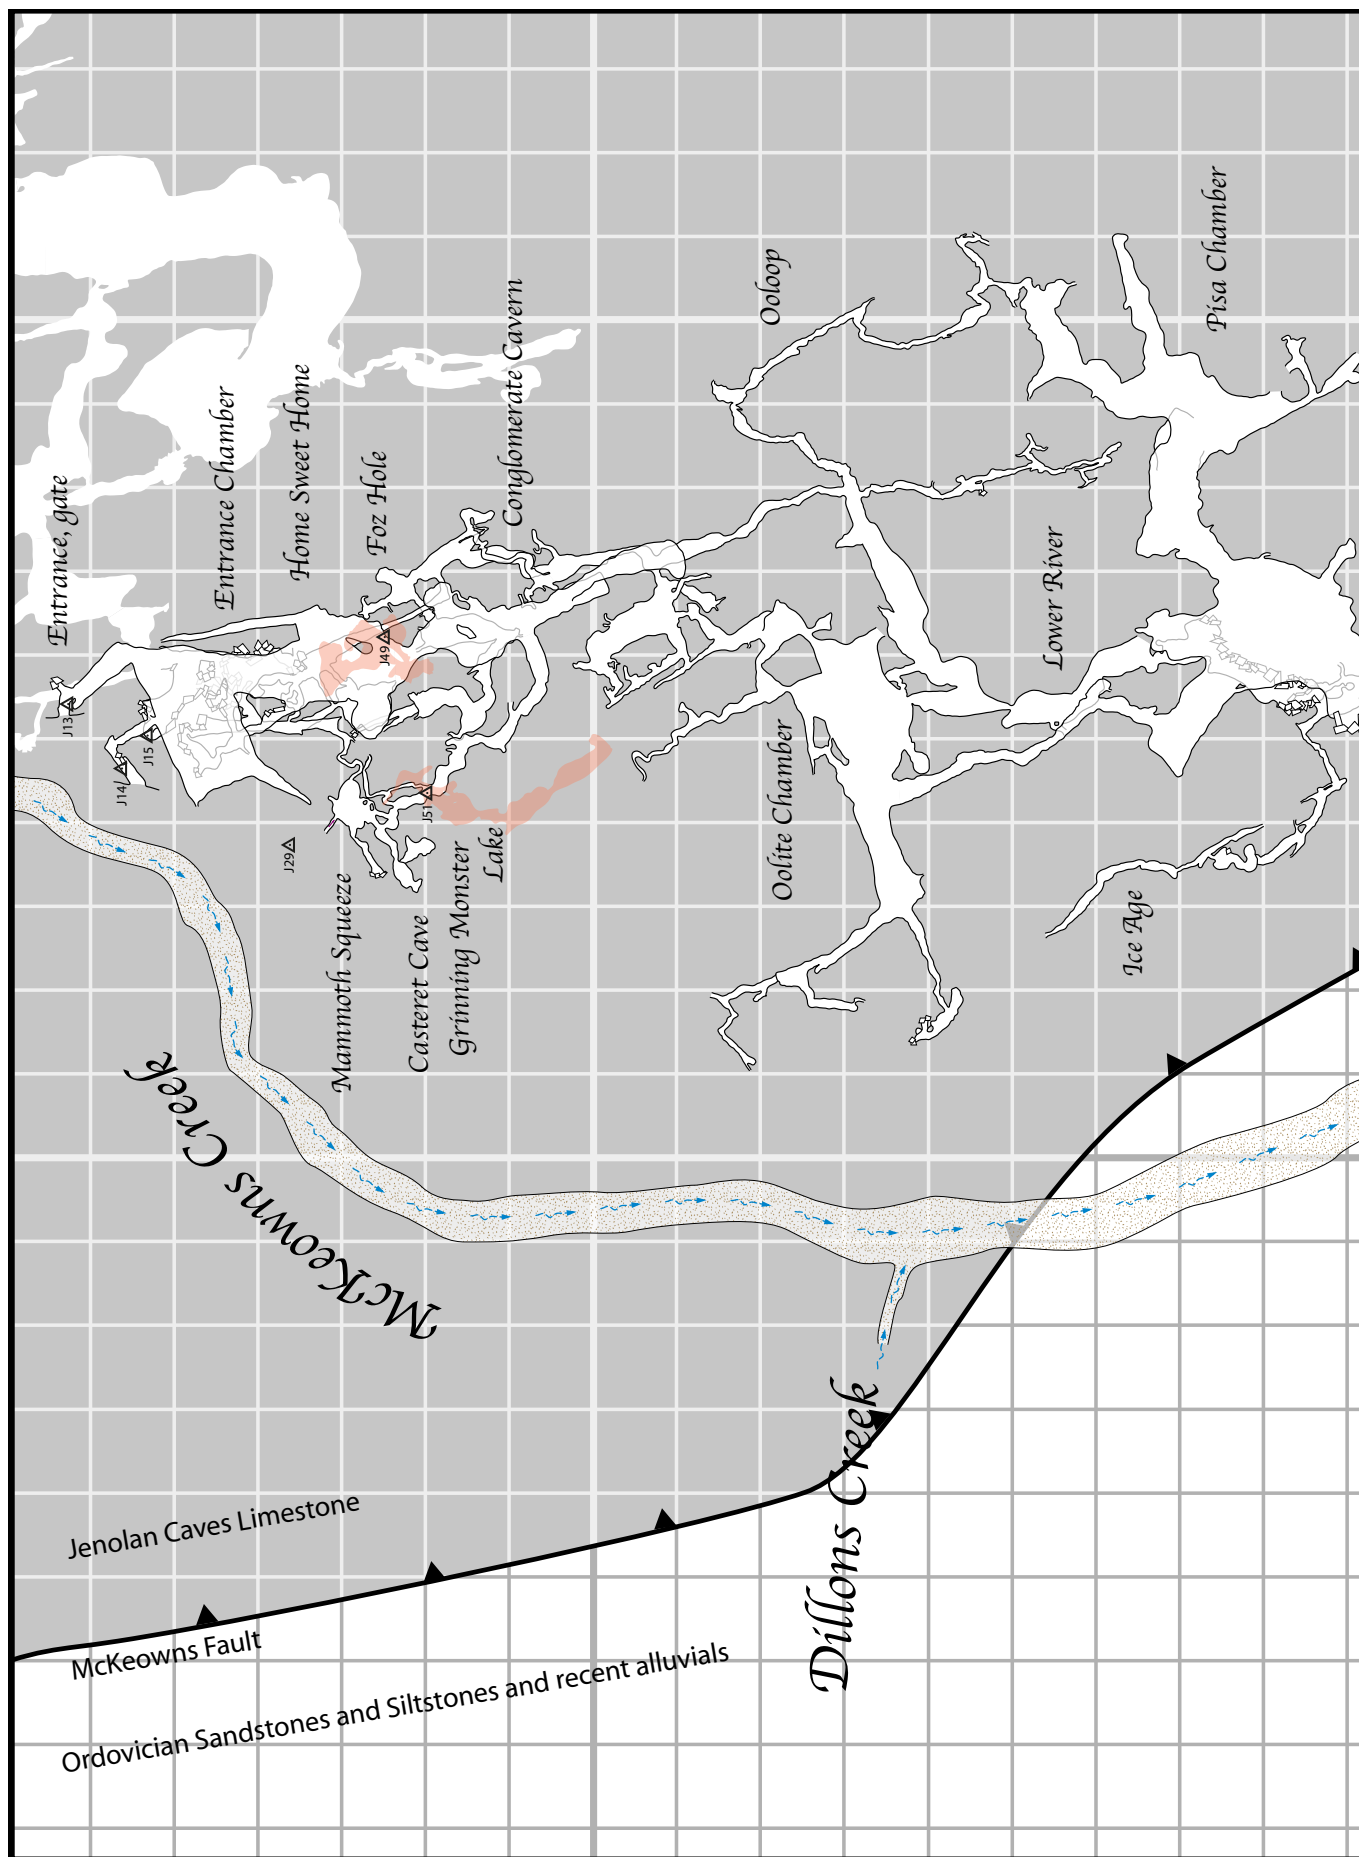 Entrance, gate
Entrance Chamber
Home Sweet Home
Foz Hole
Conglomerate Cavern
Ooloop
Pisa Chamber
Lower River
J13
J15
J14
J49
J51
J29
Mammoth Squeeze
Casteret Cave
Grinning Monster
Lake
Oolite Chamber
Ice Age
McKeowns Creek
Dillons Creek
Jenolan Caves Limestone
McKeowns Fault
Ordovician Sandstones and Siltstones and recent alluvials